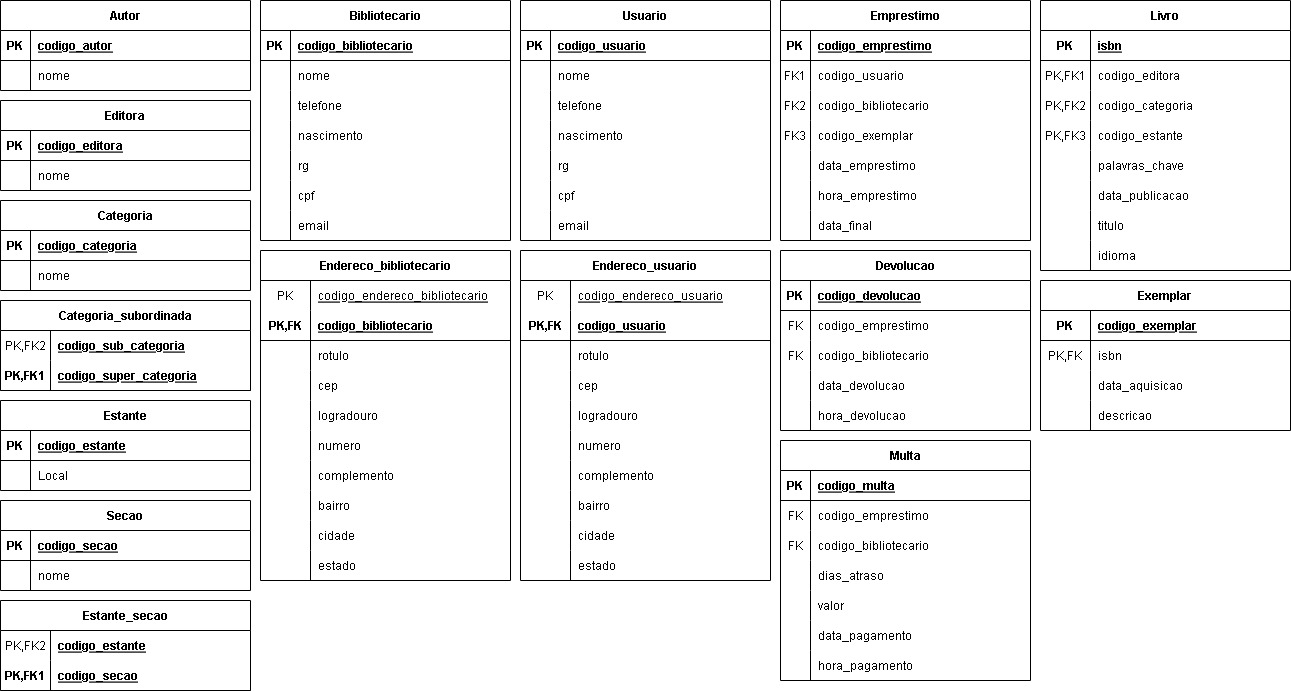 Autor
PK codigo_autor
nome
Editora
PK codigo_editora
nome
Categoria
PK codigo_categoria
nome
Categoria_subordinada
PK,FK2 codigo_sub_categoria
PK,FK1 codigo_super_categoria
Estante
PK codigo_estante
Local
Secao
PK codigo_secao
nome
Estante_secao
PK,FK2 codigo_estante
PK,FK1 codigo_secao
Bibliotecario
PK codigo_bibliotecario
nome
telefone
nascimento
rg
cpf
email
Endereco_bibliotecario
PK codigo_endereco_bibliotecario
PK,FK codigo_bibliotecario
rotulo
cep
logradouro
numero
complemento
bairro
cidade
estado
Usuario
PK codigo_usuario
nome
telefone
nascimento
rg
cpf
email
Endereco_usuario
PK codigo_endereco_usuario
PK,FK codigo_usuario
rotulo
cep
logradouro
numero
complemento
bairro
cidade
estado
Emprestimo
PK codigo_emprestimo
FK1 codigo_usuario
FK2 codigo_bibliotecario
FK3 codigo_exemplar
data_emprestimo
hora_emprestimo
data_final
Devolucao
PK codigo_devolucao
FK codigo_emprestimo
FK codigo_bibliotecario
data_devolucao
hora_devolucao
Multa
PK codigo_multa
FK codigo_emprestimo
FK codigo_bibliotecario
dias_atraso
valor
data_pagamento
hora_pagamento
Livro
PK isbn
PK,FK1 codigo_editora
PK,FK2 codigo_categoria
PK,FK3 codigo_estante
palavras_chave
data_publicacao
titulo
idioma
Exemplar
PK codigo_exemplar
PK,FK isbn
data_aquisicao
descricao